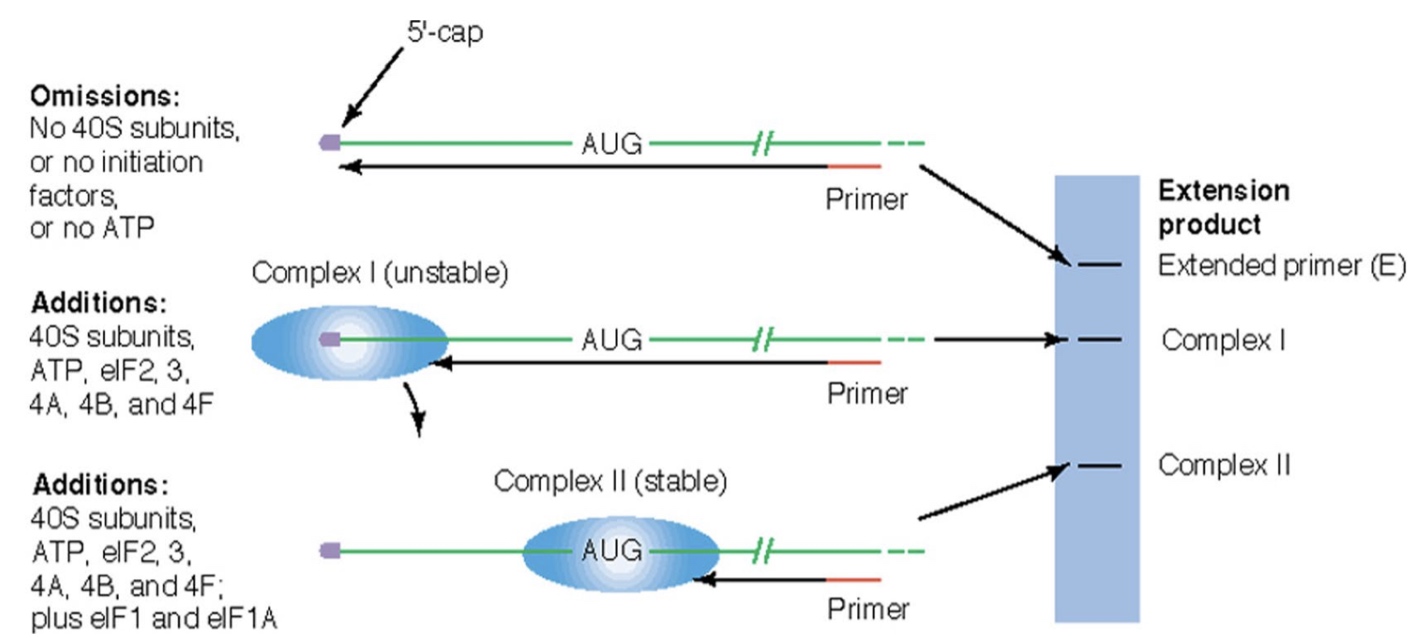 5'-cap
Omissions:
No 40S subunits,
or no initiation
factors,
or no ATP
AUG
Primer
Extension
product
Extended primer (E)
Complex I (unstable)
Additions:
40S subunits,
ATP, eIF2, 3,
4A, 4B, and 4F
AUG
Primer
Complex I
Complex II (stable)
Additions:
40S subunits,
ATP, eIF2, 3,
4A, 4B, and 4F;
plus eIF1 and eIF1A
AUG
Primer
Complex II